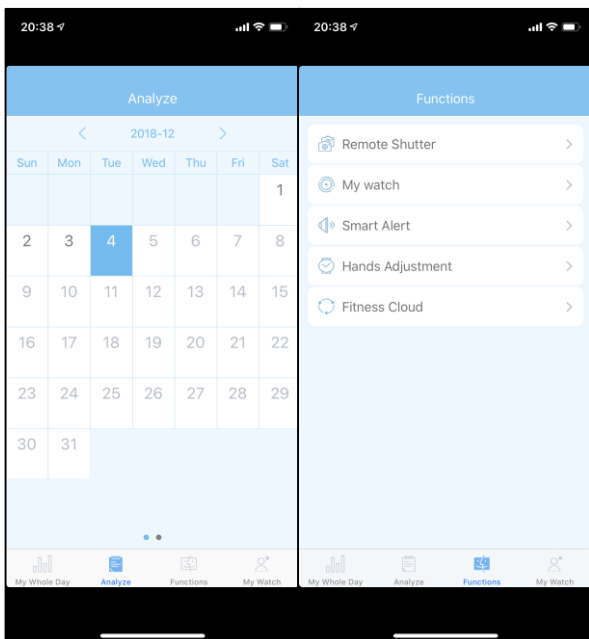 20:38
Analyze
2018-12
Sun Mon Tue Wed Thu Fri Sat
1
2 3 4 5 6 7 8
9 10 11 12 13 14 15
16 17 18 19 20 21 22
23 24 25 26 27 28 29
30 31
My Whole Day Analyze Functions My Watch
20:38
Functions
Remote Shutter
My watch
Smart Alert
Hands Adjustment
Fitness Cloud
My Whole Day Analyze Functions My Watch